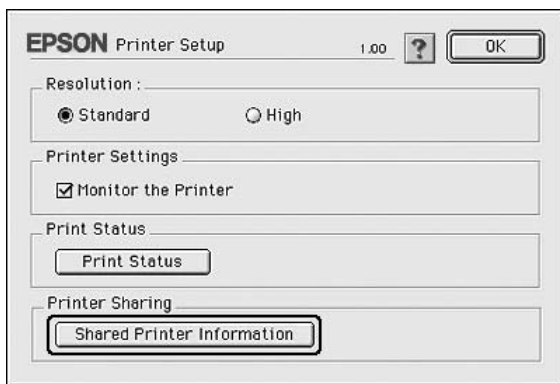 EPSON Printer Setup 1.00 ? OK
Resolution :
Standard High
Printer Settings
Monitor the Printer
Print Status
Print Status
Printer Sharing
Shared Printer Information